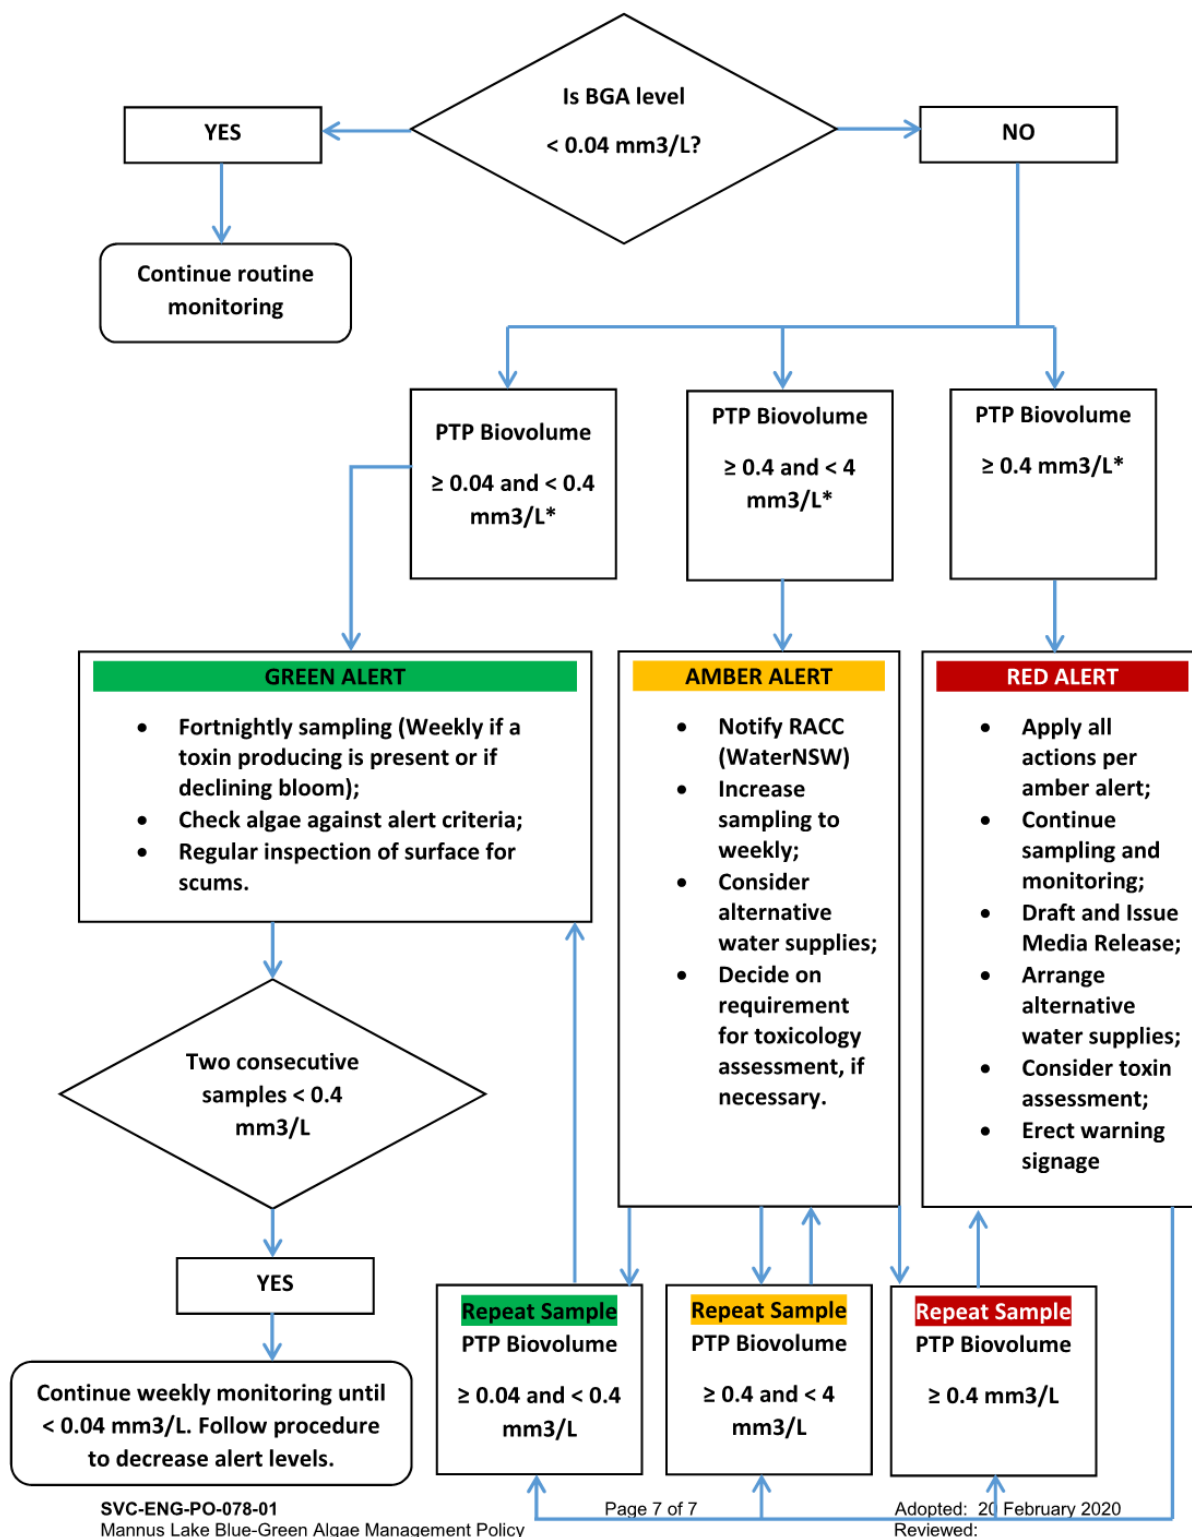 Is BGA level
< 0.04 mm3/L?
YES
NO
Continue routine
monitoring
PTP Biovolume
≥ 0.04 and < 0.4
mm3/L*
PTP Biovolume
≥ 0.4 and < 4
mm3/L*
PTP Biovolume
≥ 0.4 mm3/L*
GREEN ALERT
• Fortnightly sampling (Weekly if a
toxin producing is present or if
declining bloom);
• Check algae against alert criteria;
• Regular inspection of surface for
scums.
AMBER ALERT
• Notify RACC
(WaterNSW)
• Increase
sampling to
weekly;
• Consider
alternative
water supplies;
• Decide on
requirement
for toxicology
assessment, if
necessary.
RED ALERT
• Apply all
actions per
amber alert;
• Continue
sampling and
monitoring;
• Draft and Issue
Media Release;
• Arrange
alternative
water supplies;
• Consider toxin
assessment;
• Erect warning
signage
Two consecutive
samples < 0.4
mm3/L
YES
Continue weekly monitoring until
< 0.04 mm3/L. Follow procedure
to decrease alert levels.
Repeat Sample
PTP Biovolume
≥ 0.04 and < 0.4
mm3/L
Repeat Sample
PTP Biovolume
≥ 0.4 and < 4
mm3/L
Repeat Sample
PTP Biovolume
≥ 0.4 mm3/L
SVC-ENG-PO-078-01
Page 7 of 7
Adopted: 20 February 2020
Mannus Lake Blue-Green Algae Management Policy
Reviewed: